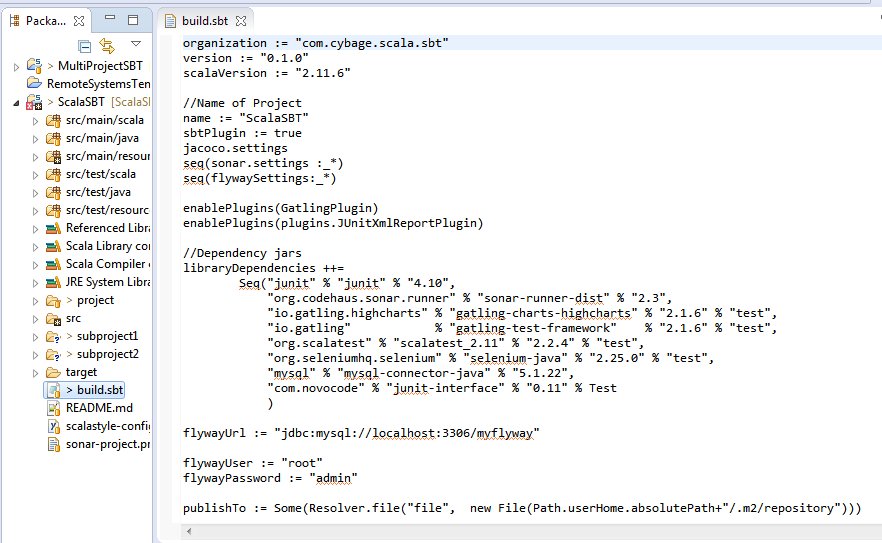 Packa...
> MultiProjectSBT
RemoteSystemsTem
> ScalaSBT [ScalaSI
src/main/scala
src/main/java
src/main/resour
src/test/scala
src/test/java
src/test/resource
Referenced Libra
Scala Library con
Scala Compiler
JRE System Libra
> project
src
> subproject1
> subproject2
target
> build.sbt
README.md
scalastyle-config
sonar-project.pr
build.sbt
organization := "com.cybage.scala.sbt"
version := "0.1.0"
scalaVersion := "2.11.6"
//Name of Project
name := "ScalaSBT"
sbtPlugin := true
jacoco.settings
seq(sonar.settings :_*)
seq(flywaySettings:_*)
enablePlugins(GatlingPlugin)
enablePlugins(plugins.JUnitXmlReportPlugin)
//Dependency jars
libraryDependencies ++=
Seq("junit" % "junit" % "4.10",
"org.codehaus.sonar.runner" % "sonar-runner-dist" % "2.3",
"io.gatling.highcharts" % "gatling-charts-highcharts" % "2.1.6" % "test",
"io.gatling" % "gatling-test-framework" % "2.1.6" % "test",
"org.scalatest" % "scalatest_2.11" % "2.2.4" % "test",
"org.seleniumhq.selenium" % "selenium-java" % "2.25.0" % "test",
"mysql" % "mysql-connector-java" % "5.1.22",
"com.novocode" % "junit-interface" % "0.11" % Test
)
flywayUrl := "jdbc:mysql://localhost:3306/myflyway"
flywayUser := "root"
flywayPassword := "admin"
publishTo := Some(Resolver.file("file", new File(Path.userHome.absolutePath+"/.m2/repository")))